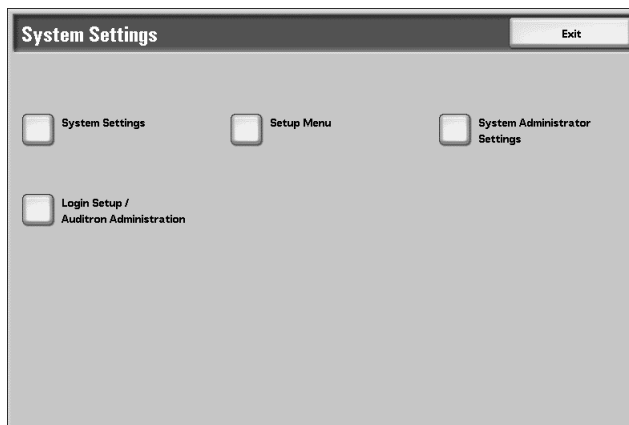 System Settings
Exit
System Settings
Setup Menu
System Administrator
Settings
Login Setup /
Auditron Administration